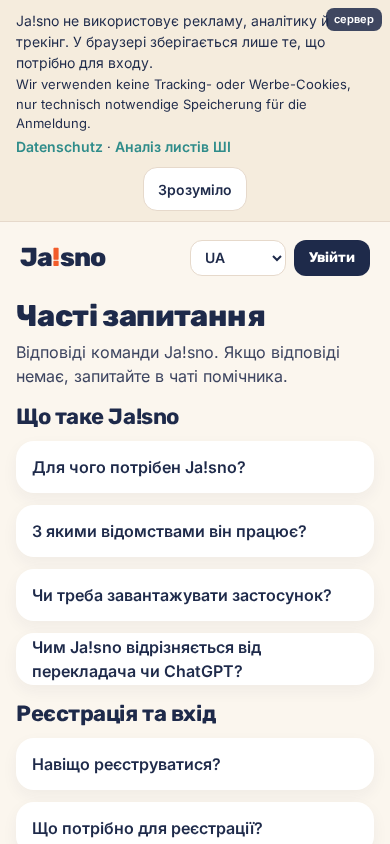 Ja!sno не використовує рекламу, аналітику й
сервер
трекінг. У браузері зберігається лише те, що
потрібно для входу.
Wir verwenden keine Tracking- oder Werbe-Cookies,
nur technisch notwendige Speicherung für die
Anmeldung.
Datenschutz · Аналіз листів ШІ
Зрозуміло
Ja!sno
UA
Увійти
Часті запитання
Відповіді команди Ja!sno. Якщо відповіді
немає, запитайте в чаті помічника.
Що таке Ja!sno
Для чого потрібен Ja!sno?
З якими відомствами він працює?
Чи треба завантажувати застосунок?
Чим Ja!sno відрізняється від
перекладача чи ChatGPT?
Реєстрація та вхід
Навіщо реєструватися?
Що потрібно для реєстрації?